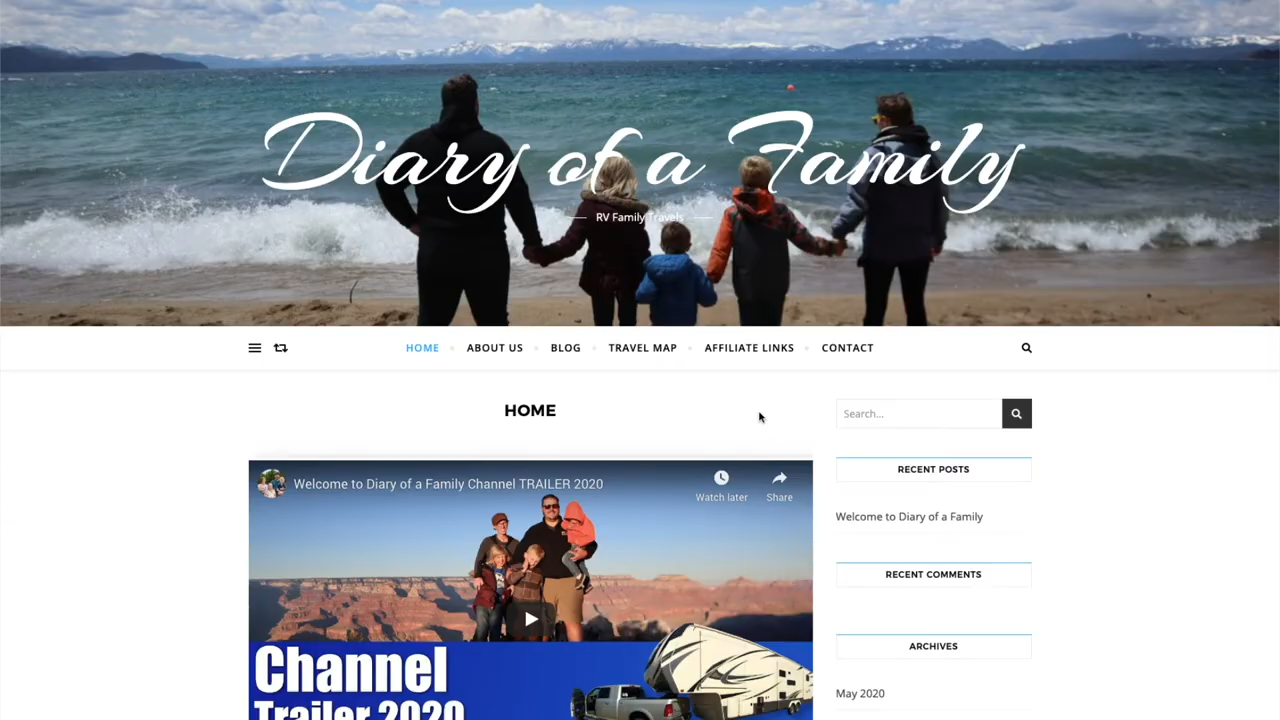 Diary of a Family
RV Family Travels
HOME
ABOUT US
BLOG
TRAVEL MAP
AFFILIATE LINKS
CONTACT
HOME
Search...
Welcome to Diary of a Family Channel TRAILER 2020
Watch later
Share
Channel
Trailer 2020
RECENT POSTS
Welcome to Diary of a Family
RECENT COMMENTS
ARCHIVES
May 2020